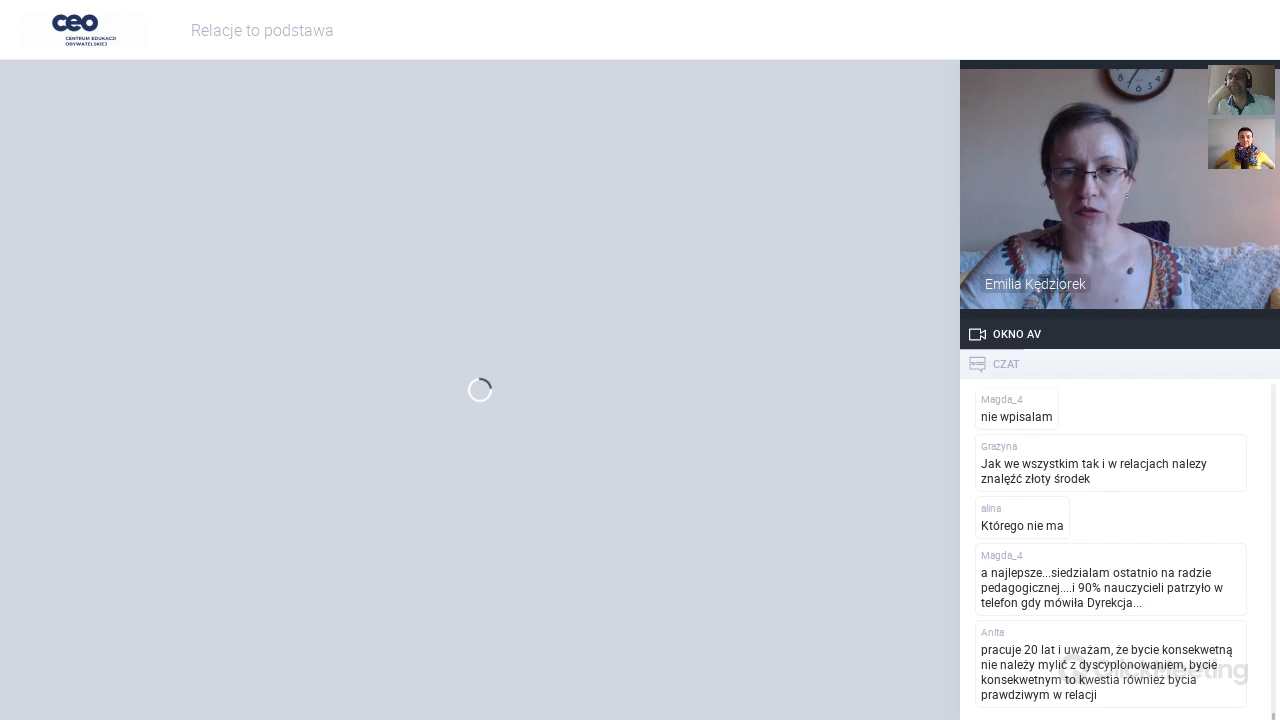 ceo
CENTRUM EDUKACJI
OBYWATELSKIEJ
Relacje to podstawa
Emilia Kędziorek
OKNO AV
CZAT
Magda_4
nie wpisalam
Grażyna
Jak we wszystkim tak i w relacjach nalezy
znalęźć złoty środek
alina
Którego nie ma
Magda_4
a najlepsze...siedzialam ostatnio na radzie
pedagogicznej....i 90% nauczycieli patrzyło w
telefon gdy mówiła Dyrekcja...
Anita
pracuje 20 lat i uważam, że bycie konsekwetną
nie należy mylić z dyscyplonowaniem, bycie
konsekwetnym to kwestia również bycia
prawdziwym w relacji
ClickMeeting